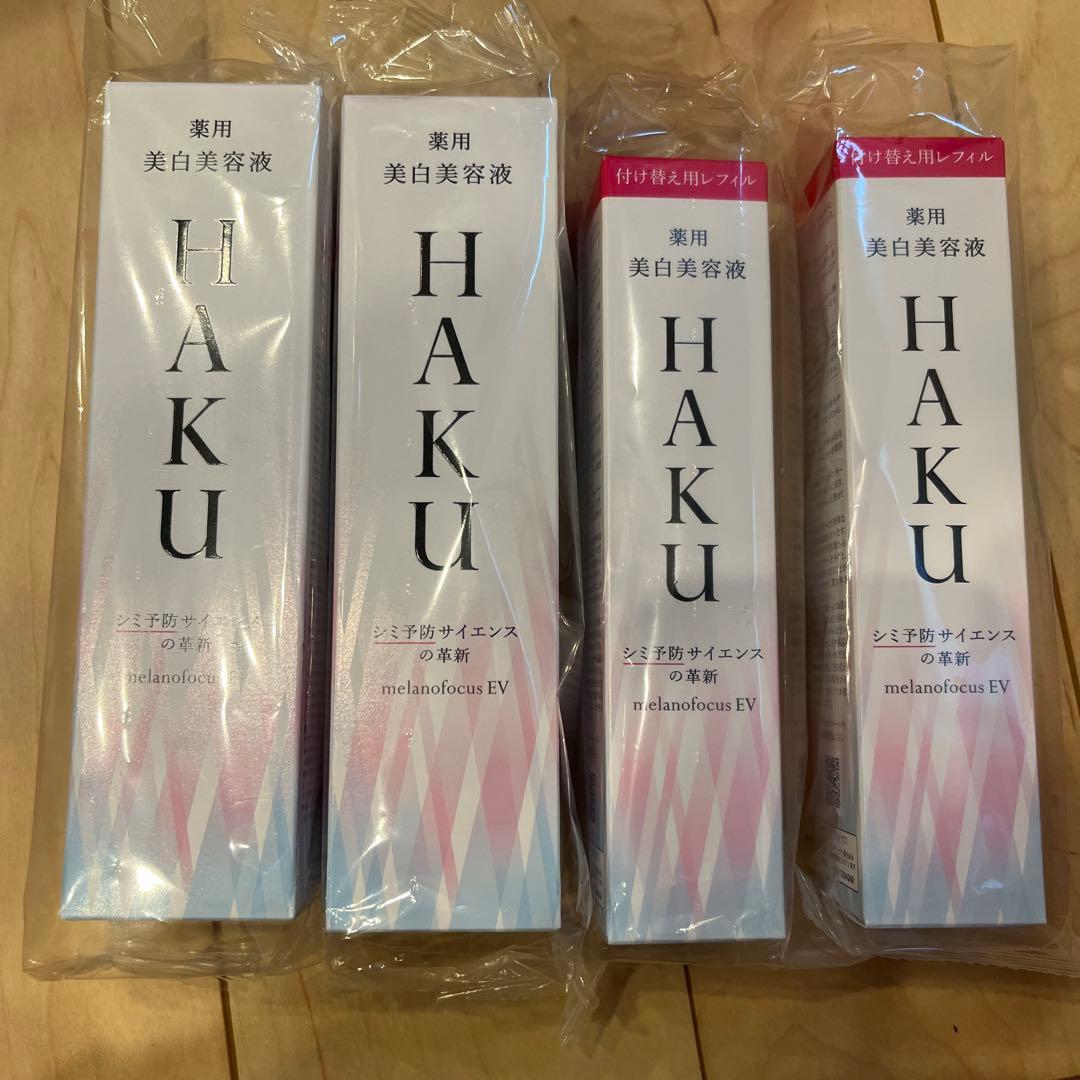 薬用
美白美容液
HAKU
シミ予防サイエンス
の革新
melanofocus EV
薬用
美白美容液
HAKU
シミ予防サイエンス
の革新
melanofocus EV
付け替え用レフィル
薬用
美白美容液
HAKU
シミ予防サイエンス
の革新
melanofocus EV
付け替え用レフィル
薬用
美白美容液
HAKU
シミ予防サイエンス
の革新
melanofocus EV